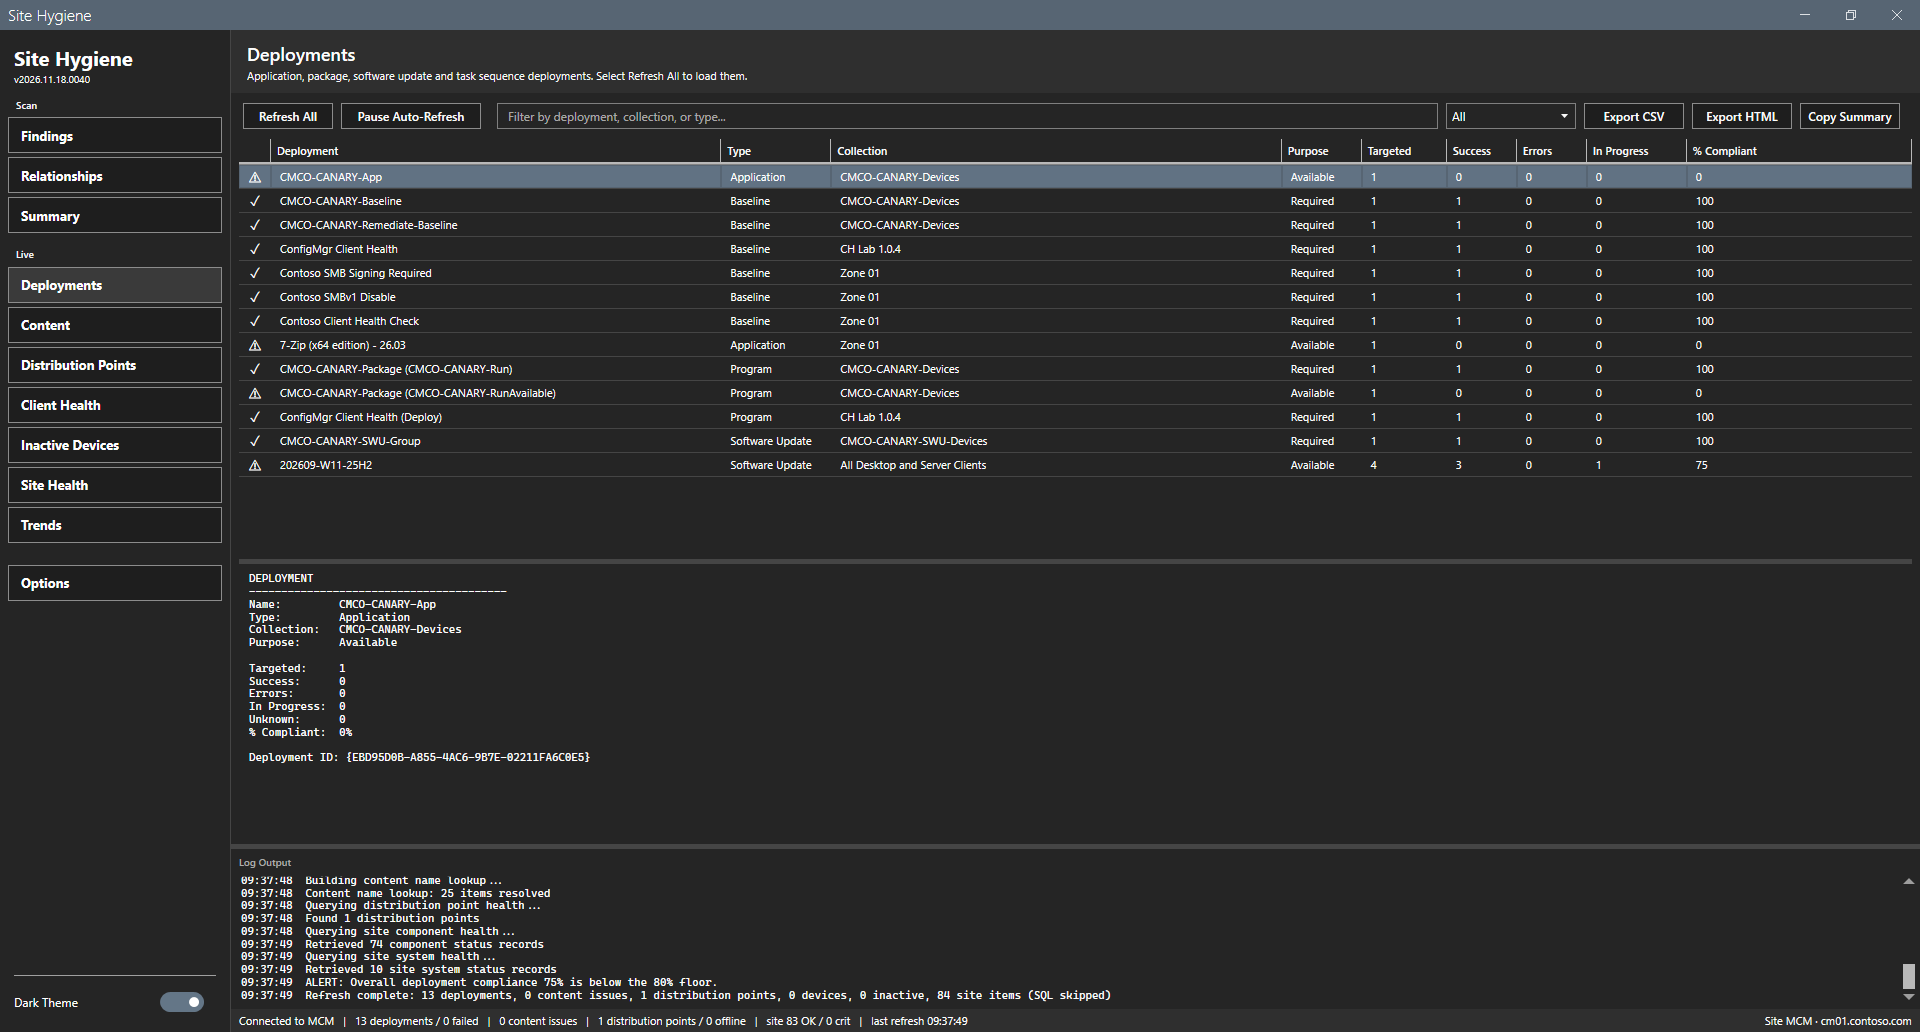 Site Hygiene
Site Hygiene
v2026.11.18.0040
Scan
Findings
Relationships
Summary
Live
Deployments
Content
Distribution Points
Client Health
Inactive Devices
Site Health
Trends
Options
Dark Theme
Deployments
Application, package, software update and task sequence deployments. Select Refresh All to load them.
Refresh All Pause Auto-Refresh Filter by deployment, collection, or type... All Export CSV Export HTML Copy Summary
Deployment Type Collection Purpose Targeted Success Errors In Progress % Compliant
CMCO-CANARY-App Application CMCO-CANARY-Devices Available 1 0 0 0 0
CMCO-CANARY-Baseline Baseline CMCO-CANARY-Devices Required 1 1 0 0 100
CMCO-CANARY-Remediate-Baseline Baseline CMCO-CANARY-Devices Required 1 1 0 0 100
ConfigMgr Client Health Baseline CH Lab 1.0.4 Required 1 1 0 0 100
Contoso SMB Signing Required Baseline Zone 01 Required 1 1 0 0 100
Contoso SMBv1 Disable Baseline Zone 01 Required 1 1 0 0 100
Contoso Client Health Check Baseline Zone 01 Required 1 1 0 0 100
7-Zip (x64 edition) - 26.03 Application Zone 01 Available 1 0 0 0 0
CMCO-CANARY-Package (CMCO-CANARY-Run) Program CMCO-CANARY-Devices Required 1 1 0 0 100
CMCO-CANARY-Package (CMCO-CANARY-RunAvailable) Program CMCO-CANARY-Devices Available 1 0 0 0 0
ConfigMgr Client Health (Deploy) Program CH Lab 1.0.4 Required 1 1 0 0 100
CMCO-CANARY-SWU-Group Software Update CMCO-CANARY-SWU-Devices Required 1 1 0 0 100
202609-W11-25H2 Software Update All Desktop and Server Clients Available 4 3 0 1 75
DEPLOYMENT
----------------------------------------
Name: CMCO-CANARY-App
Type: Application
Collection: CMCO-CANARY-Devices
Purpose: Available
Targeted: 1
Success: 0
Errors: 0
In Progress: 0
Unknown: 0
% Compliant: 0%
Deployment ID: {EBD95D0B-A855-4AC6-9B7E-02211FA6C0E5}
Log Output
09:37:48 Building content name lookup...
09:37:48 Content name lookup: 25 items resolved
09:37:48 Querying distribution point health...
09:37:48 Found 1 distribution points
09:37:48 Querying site component health...
09:37:49 Retrieved 74 component status records
09:37:49 Querying site system health...
09:37:49 Retrieved 10 site system status records
09:37:49 ALERT: Overall deployment compliance 75% is below the 80% floor.
09:37:49 Refresh complete: 13 deployments, 0 content issues, 1 distribution points, 0 devices, 0 inactive, 84 site items (SQL skipped)
Connected to MCM | 13 deployments / 0 failed | 0 content issues | 1 distribution points / 0 offline | site 83 OK / 0 crit | last refresh 09:37:49 Site MCM · cm01.contoso.com